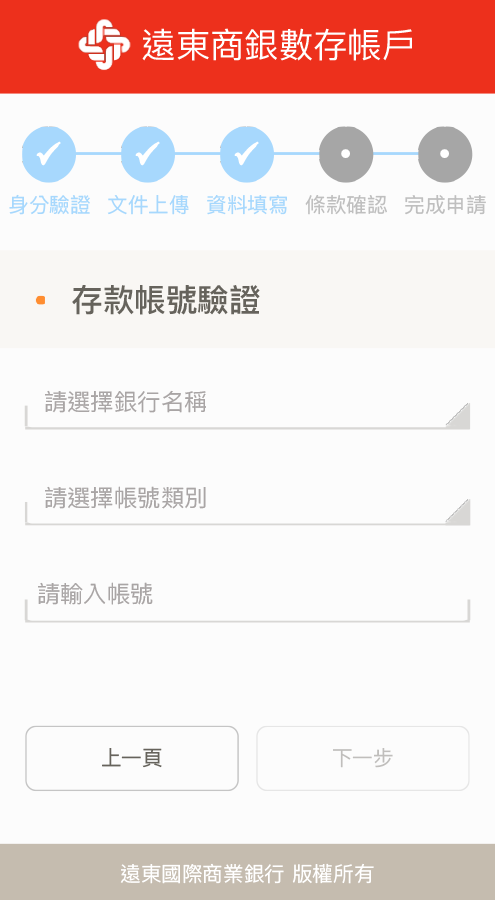 遠東商銀數存帳戶
身分驗證 文件上傳 資料填寫 條款確認 完成申請
存款帳號驗證
請選擇銀行名稱
請選擇帳號類別
請輸入帳號
上一頁 下一步
遠東國際商業銀行 版權所有